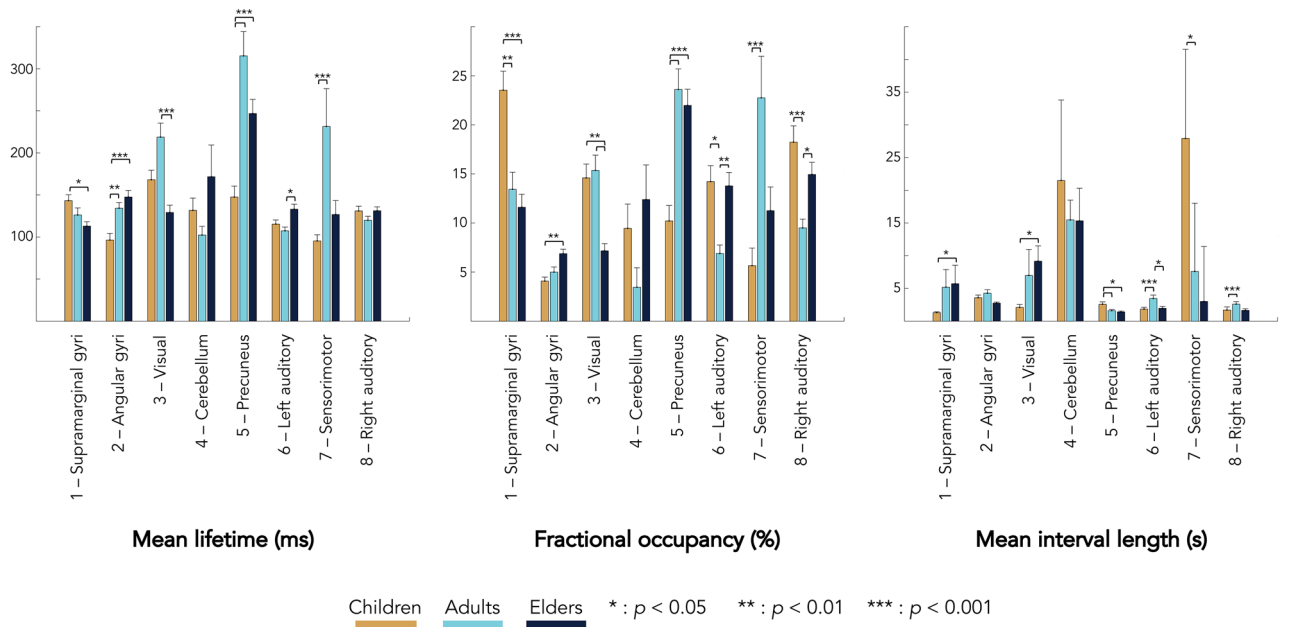 300
200
100
*
**
***
***
***
***
*
***
1 – Supramarginal gyri
2 – Angular gyri
3 – Visual
4 – Cerebellum
5 – Precuneus
6 – Left auditory
7 – Sensorimotor
8 – Right auditory
Mean lifetime (ms)
25
20
15
10
5
***
**
**
**
***
*
**
***
***
*
1 – Supramarginal gyri
2 – Angular gyri
3 – Visual
4 – Cerebellum
5 – Precuneus
6 – Left auditory
7 – Sensorimotor
8 – Right auditory
Fractional occupancy (%)
35
25
15
5
*
*
*
***
*
*
***
1 – Supramarginal gyri
2 – Angular gyri
3 – Visual
4 – Cerebellum
5 – Precuneus
6 – Left auditory
7 – Sensorimotor
8 – Right auditory
Mean interval length (s)
Children Adults Elders * : p < 0.05 ** : p < 0.01 *** : p < 0.001